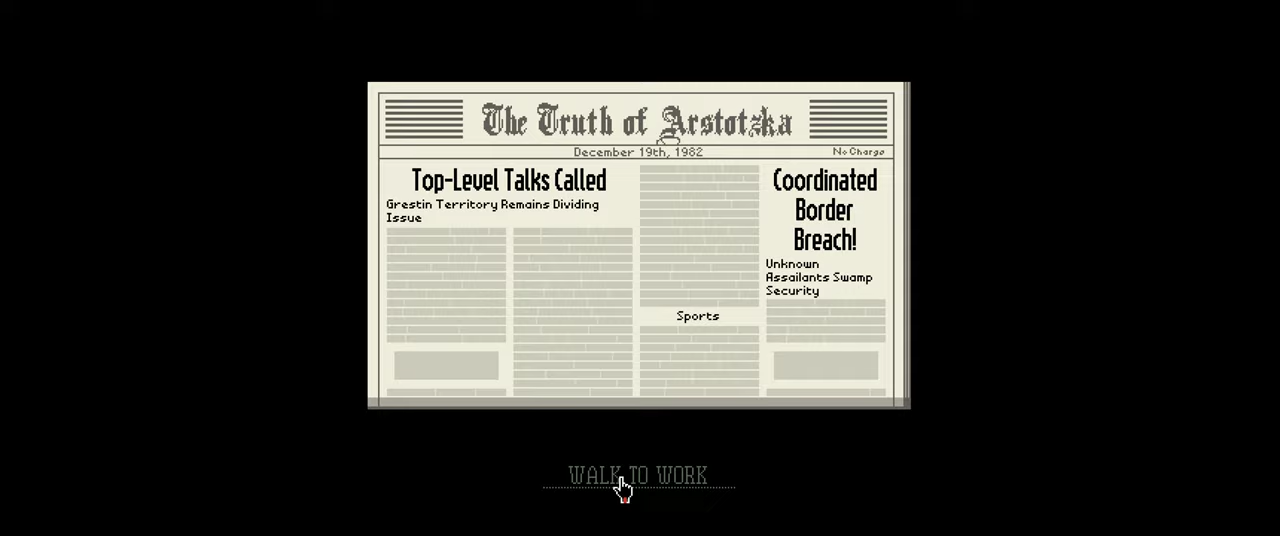 The Truth of Arstotzka
December 19th, 1982
No Charge
Top-Level Talks Called
Grestin Territory Remains Dividing
Issue
Sports
Coordinated
Border
Breach!
Unknown
Assailants Swamp
Security
WALK TO WORK